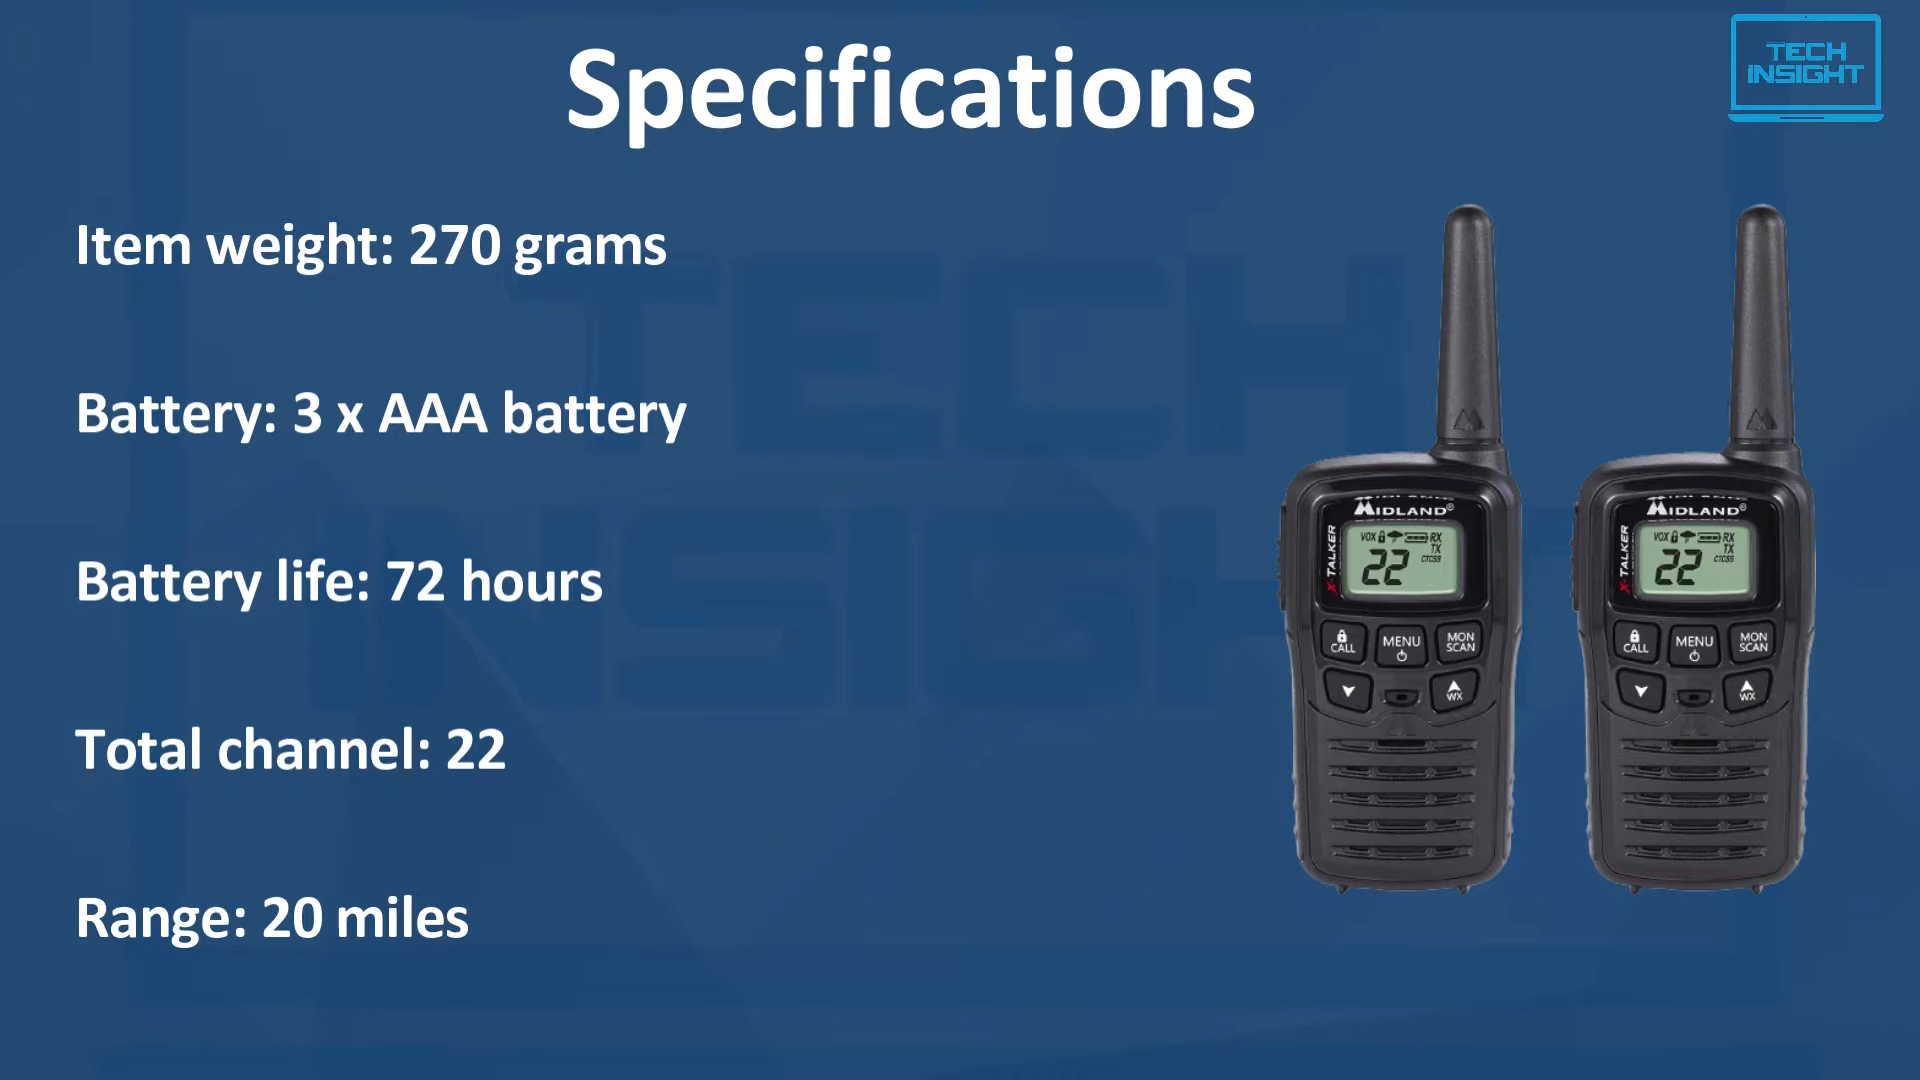 Specifications
TECH
INSIGHT
Item weight: 270 grams
Battery: 3 x AAA battery
Battery life: 72 hours
Total channel: 22
Range: 20 miles
TECH
INSIGHT
MIDLAND®
X-TALKER
VOX RX
TX
22 CTCSS
CALL
MENU
MON
SCAN
WX
MIDLAND®
X-TALKER
VOX RX
TX
22 CTCSS
CALL
MENU
MON
SCAN
WX